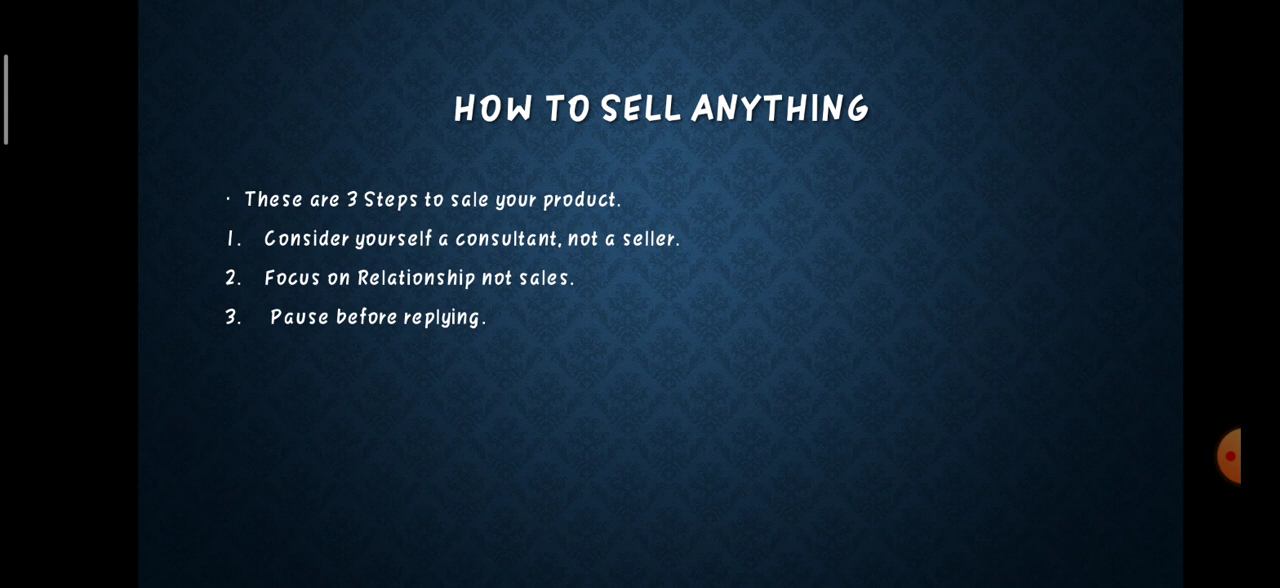 HOW TO SELL ANYTHING
· These are 3 Steps to sale your product.
1. Consider yourself a consultant, not a seller.
2. Focus on Relationship not sales.
3. Pause before replying.